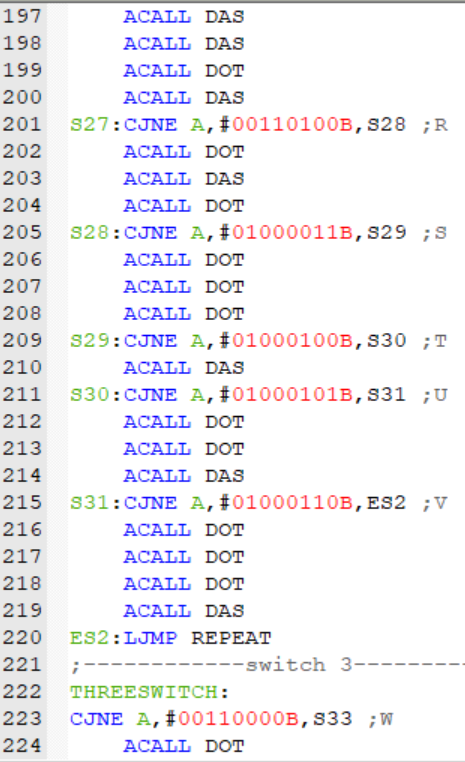 197 ACALL DAS
198 ACALL DAS
199 ACALL DOT
200 ACALL DAS
201 S27:CJNE A,#00110100B,S28 ;R
202 ACALL DOT
203 ACALL DAS
204 ACALL DOT
205 S28:CJNE A,#01000011B,S29 ;S
206 ACALL DOT
207 ACALL DOT
208 ACALL DOT
209 S29:CJNE A,#01000100B,S30 ;T
210 ACALL DAS
211 S30:CJNE A,#01000101B,S31 ;U
212 ACALL DOT
213 ACALL DOT
214 ACALL DAS
215 S31:CJNE A,#01000110B,ES2 ;V
216 ACALL DOT
217 ACALL DOT
218 ACALL DOT
219 ACALL DAS
220 ES2:LJMP REPEAT
221 ;------------switch 3--------
222 THREESWITCH:
223 CJNE A,#00110000B,S33 ;W
224 ACALL DOT